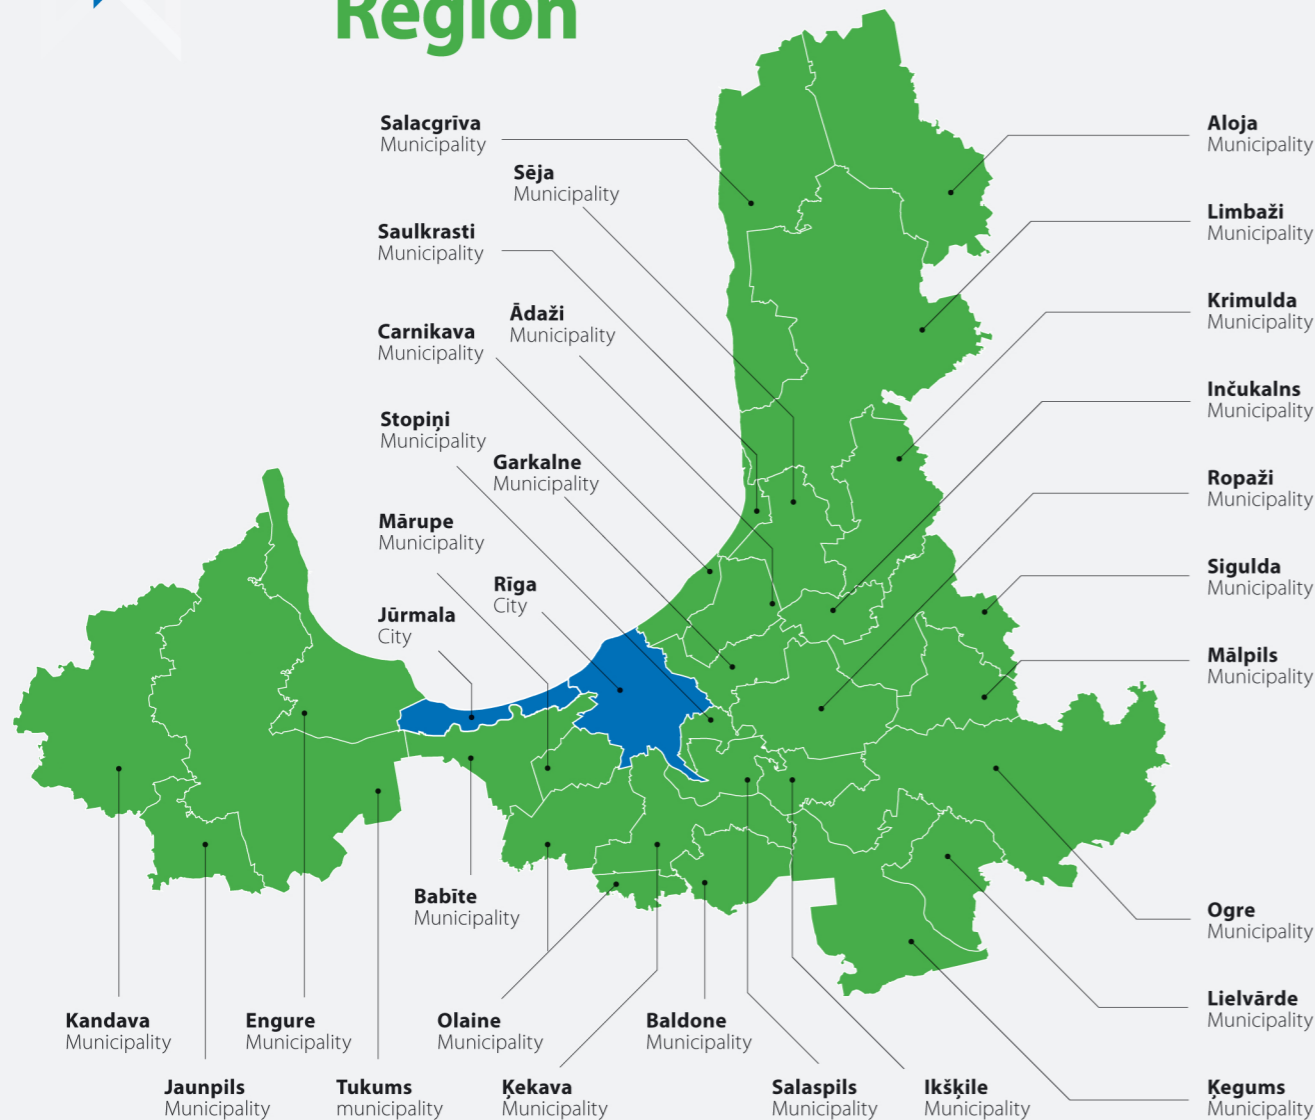 Region
Salacgrīva
Municipality
Sēja
Municipality
Saulkrasti
Municipality
Ādaži
Municipality
Carnikava
Municipality
Stopiņi
Municipality
Garkalne
Municipality
Mārupe
Municipality
Rīga
City
Jūrmala
City
Aloja
Municipality
Limbaži
Municipality
Krimulda
Municipality
Inčukalns
Municipality
Ropaži
Municipality
Sigulda
Municipality
Mālpils
Municipality
Ogre
Municipality
Lielvārde
Municipality
Ķegums
Municipality
Babīte
Municipality
Kandava
Municipality
Engure
Municipality
Olaine
Municipality
Baldone
Municipality
Jaunpils
Municipality
Tukums
municipality
Ķekava
Municipality
Salaspils
Municipality
Ikšķile
Municipality